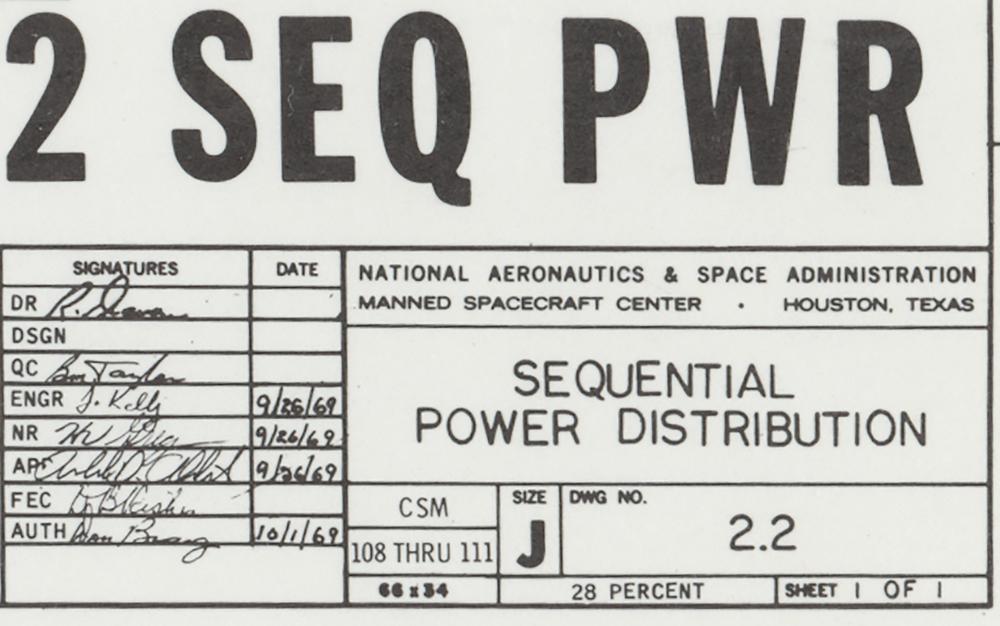 2 SEQ PWR
SIGNATURES DATE
DR R.
DSGN
QC Taylor
ENGR J. Kelly 9/26/69
NR 9/26/69
APP 9/26/69
FEC
AUTH 10/1/69
NATIONAL AERONAUTICS & SPACE ADMINISTRATION
MANNED SPACECRAFT CENTER · HOUSTON, TEXAS
SEQUENTIAL
POWER DISTRIBUTION
CSM
108 THRU 111
SIZE
J
DWG NO.
2.2
66 x 34
28 PERCENT
SHEET 1 OF 1